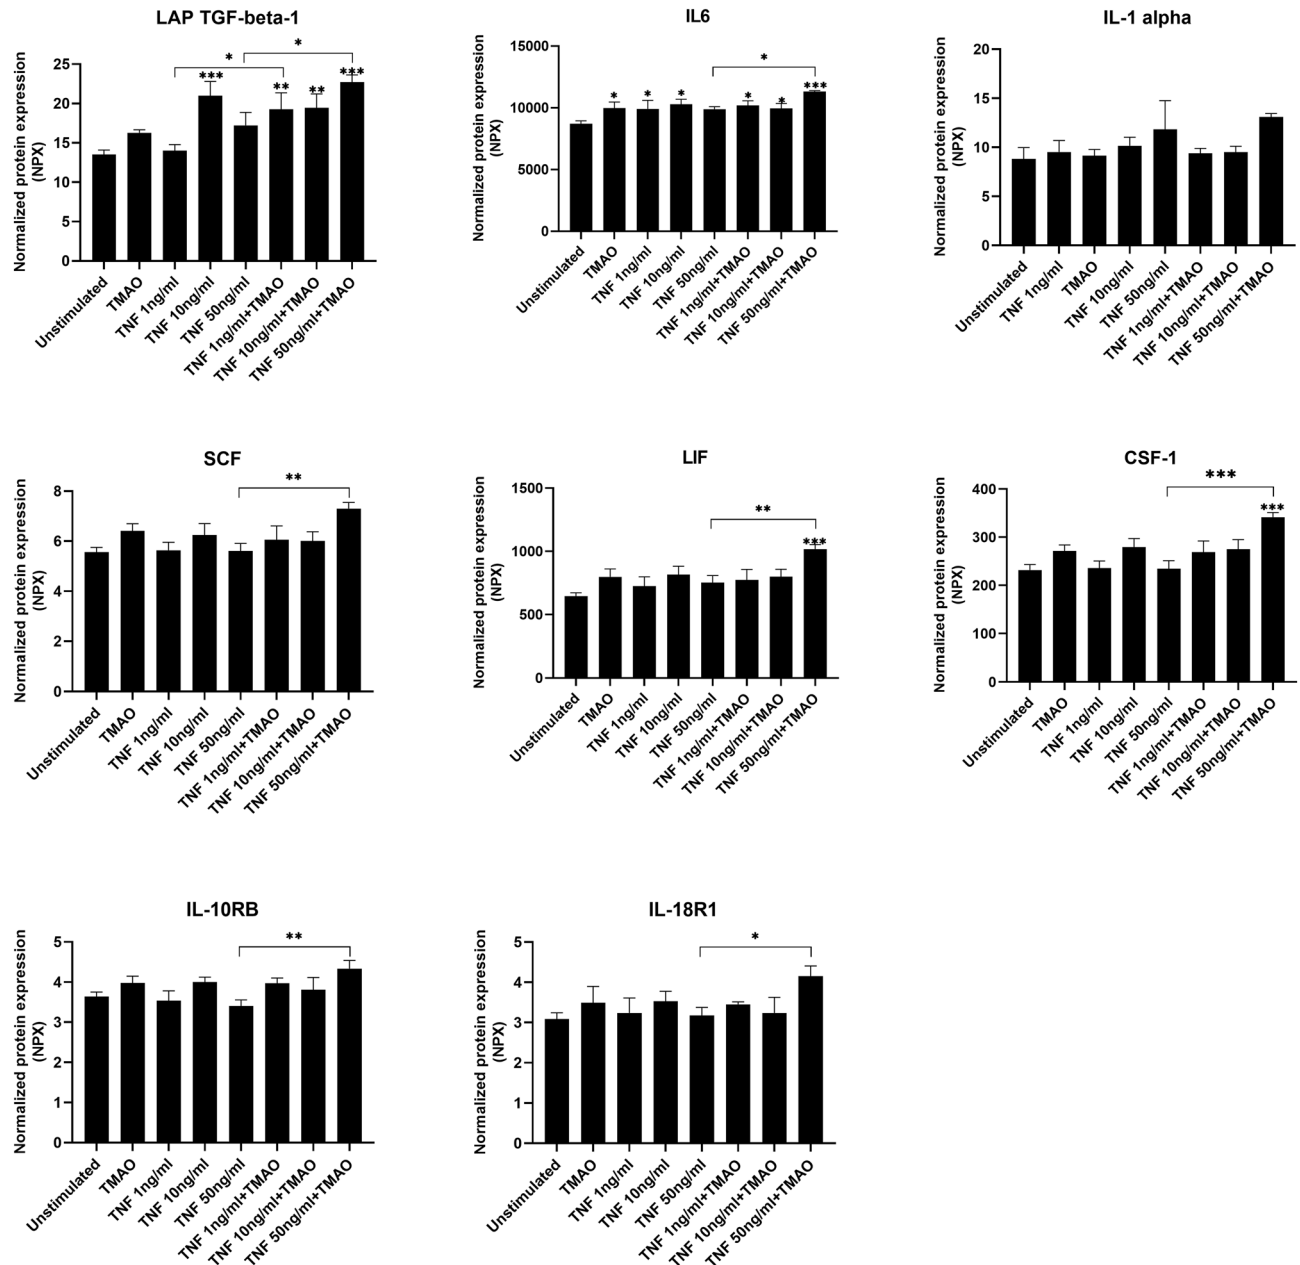 LAP TGF-beta-1
Normalized protein expression
(NPX)
25
20
15
10
5
0
*
*
***
**
**
***
Unstimulated
TMAO
TNF 1ng/ml
TNF 10ng/ml
TNF 50ng/ml
TNF 1ng/ml+TMAO
TNF 10ng/ml+TMAO
TNF 50ng/ml+TMAO
IL6
Normalized protein expression
(NPX)
15000
10000
5000
0
*
*
*
*
*
*
***
Unstimulated
TMAO
TNF 1ng/ml
TNF 10ng/ml
TNF 50ng/ml
TNF 1ng/ml+TMAO
TNF 10ng/ml+TMAO
TNF 50ng/ml+TMAO
IL-1 alpha
Normalized protein expression
(NPX)
20
15
10
5
0
Unstimulated
TNF 1ng/ml
TMAO
TNF 10ng/ml
TNF 50ng/ml
TNF 1ng/ml+TMAO
TNF 10ng/ml+TMAO
TNF 50ng/ml+TMAO
SCF
Normalized protein expression
(NPX)
8
6
4
2
0
**
Unstimulated
TMAO
TNF 1ng/ml
TNF 10ng/ml
TNF 50ng/ml
TNF 1ng/ml+TMAO
TNF 10ng/ml+TMAO
TNF 50ng/ml+TMAO
LIF
Normalized protein expression
(NPX)
1500
1000
500
0
**
***
Unstimulated
TMAO
TNF 1ng/ml
TNF 10ng/ml
TNF 50ng/ml
TNF 1ng/ml+TMAO
TNF 10ng/ml+TMAO
TNF 50ng/ml+TMAO
CSF-1
Normalized protein expression
(NPX)
400
300
200
100
0
***
***
Unstimulated
TMAO
TNF 1ng/ml
TNF 10ng/ml
TNF 50ng/ml
TNF 1ng/ml+TMAO
TNF 10ng/ml+TMAO
TNF 50ng/ml+TMAO
IL-10RB
Normalized protein expression
(NPX)
5
4
3
2
1
0
**
Unstimulated
TMAO
TNF 1ng/ml
TNF 10ng/ml
TNF 50ng/ml
TNF 1ng/ml+TMAO
TNF 10ng/ml+TMAO
TNF 50ng/ml+TMAO
IL-18R1
Normalized protein expression
(NPX)
5
4
3
2
1
0
*
Unstimulated
TMAO
TNF 1ng/ml
TNF 10ng/ml
TNF 50ng/ml
TNF 1ng/ml+TMAO
TNF 10ng/ml+TMAO
TNF 50ng/ml+TMAO